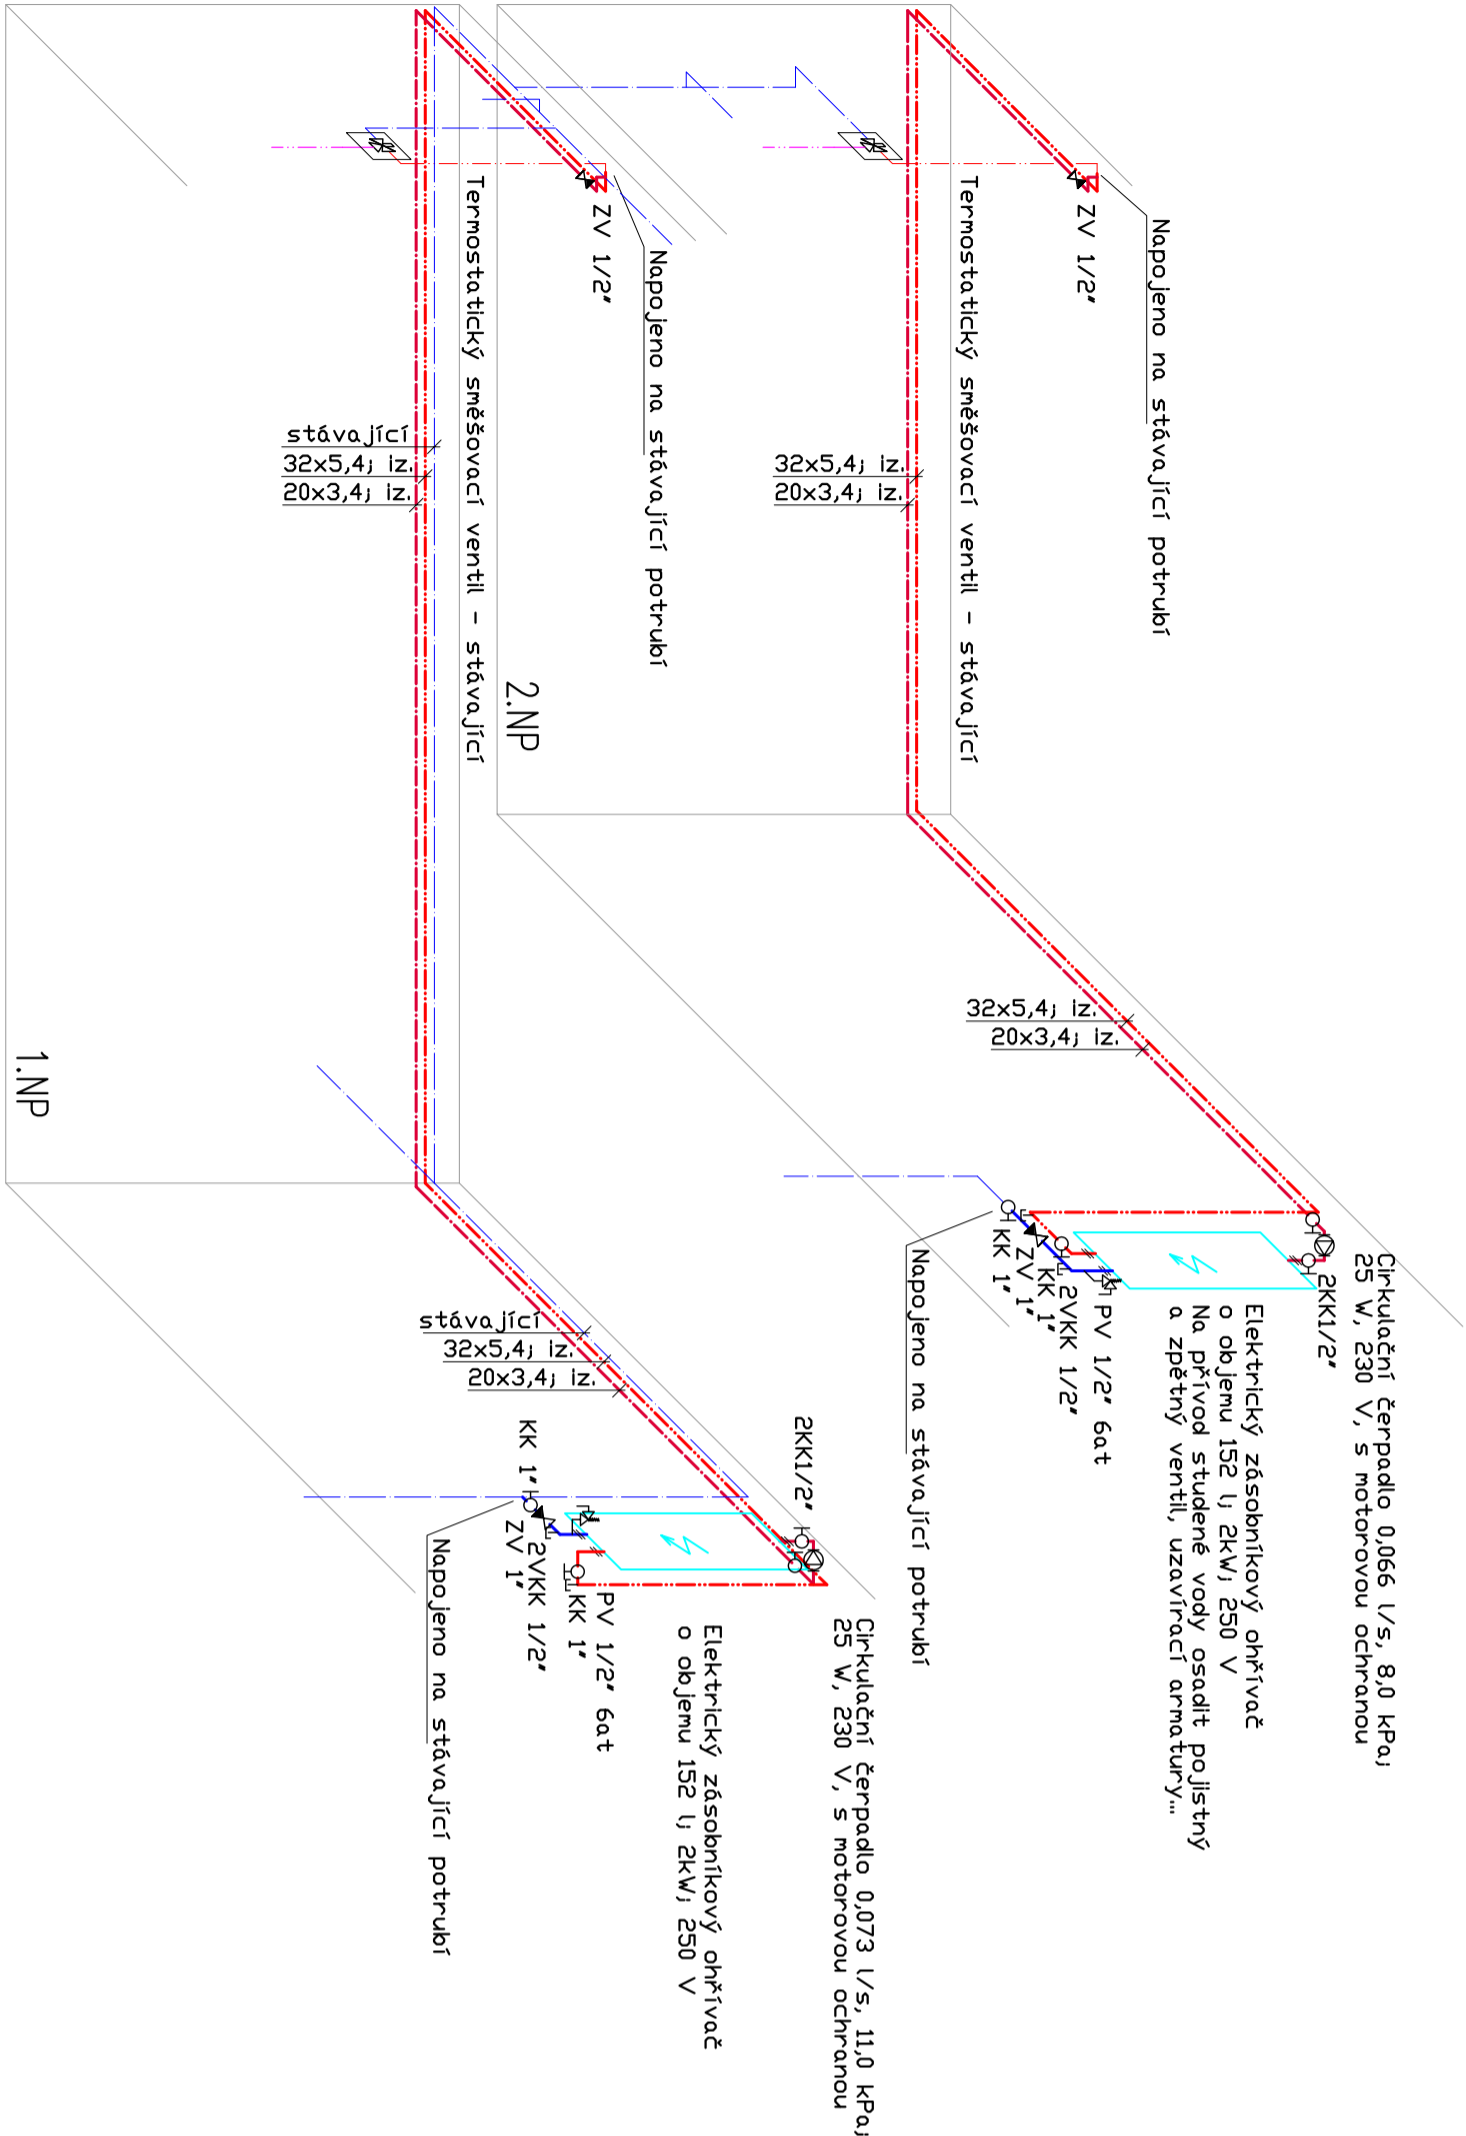 Cirkulační čerpadlo 0,066 l/s, 8,0 kPa;
25 W, 230 V, s motorovou ochranou
2KK1/2"
Elektrický zásobníkový ohřívač
o objemu 152 l; 2kW; 250 V
Na přívod studené vody osadit pojistný
a zpětný ventil, uzavírací armatury...
PV 1/2" 6at
2VKK 1/2"
KK 1"
ZV 1"
KK 1"
Napojeno na stávající potrubí
Napojeno na stávající potrubí
ZV 1/2"
Termostatický směšovací ventil - stávající
32x5,4; iz.
20x3,4; iz.
32x5,4; iz.
20x3,4; iz.
2.NP
Napojeno na stávající potrubí
ZV 1/2"
Termostatický směšovací ventil - stávající
stávající
32x5,4; iz.
20x3,4; iz.
stávající
32x5,4; iz.
20x3,4; iz.
2KK1/2"
Cirkulační čerpadlo 0,073 l/s, 11,0 kPa;
25 W, 230 V, s motorovou ochranou
Elektrický zásobníkový ohřívač
o objemu 152 l; 2kW; 250 V
PV 1/2" 6at
KK 1"
2VKK 1/2"
ZV 1"
KK 1"
Napojeno na stávající potrubí
1.NP